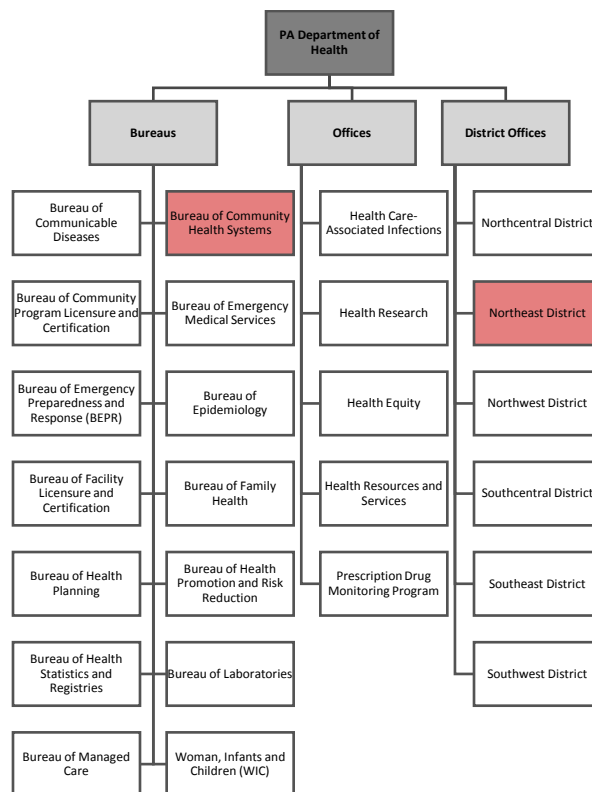 PA Department of
Health
Bureaus
Offices
District Offices
Bureau of
Communicable
Diseases
Bureau of Community
Health Systems
Health Care-
Associated Infections
Northcentral District
Bureau of Community
Program Licensure and
Certification
Bureau of Emergency
Medical Services
Health Research
Northeast District
Bureau of Emergency
Preparedness and
Response (BEPR)
Bureau of
Epidemiology
Health Equity
Northwest District
Bureau of Facility
Licensure and
Certification
Bureau of Family
Health
Health Resources and
Services
Southcentral District
Bureau of Health
Planning
Bureau of Health
Promotion and Risk
Reduction
Prescription Drug
Monitoring Program
Southeast District
Bureau of Health
Statistics and
Registries
Bureau of Laboratories
Southwest District
Bureau of Managed
Care
Woman, Infants and
Children (WIC)